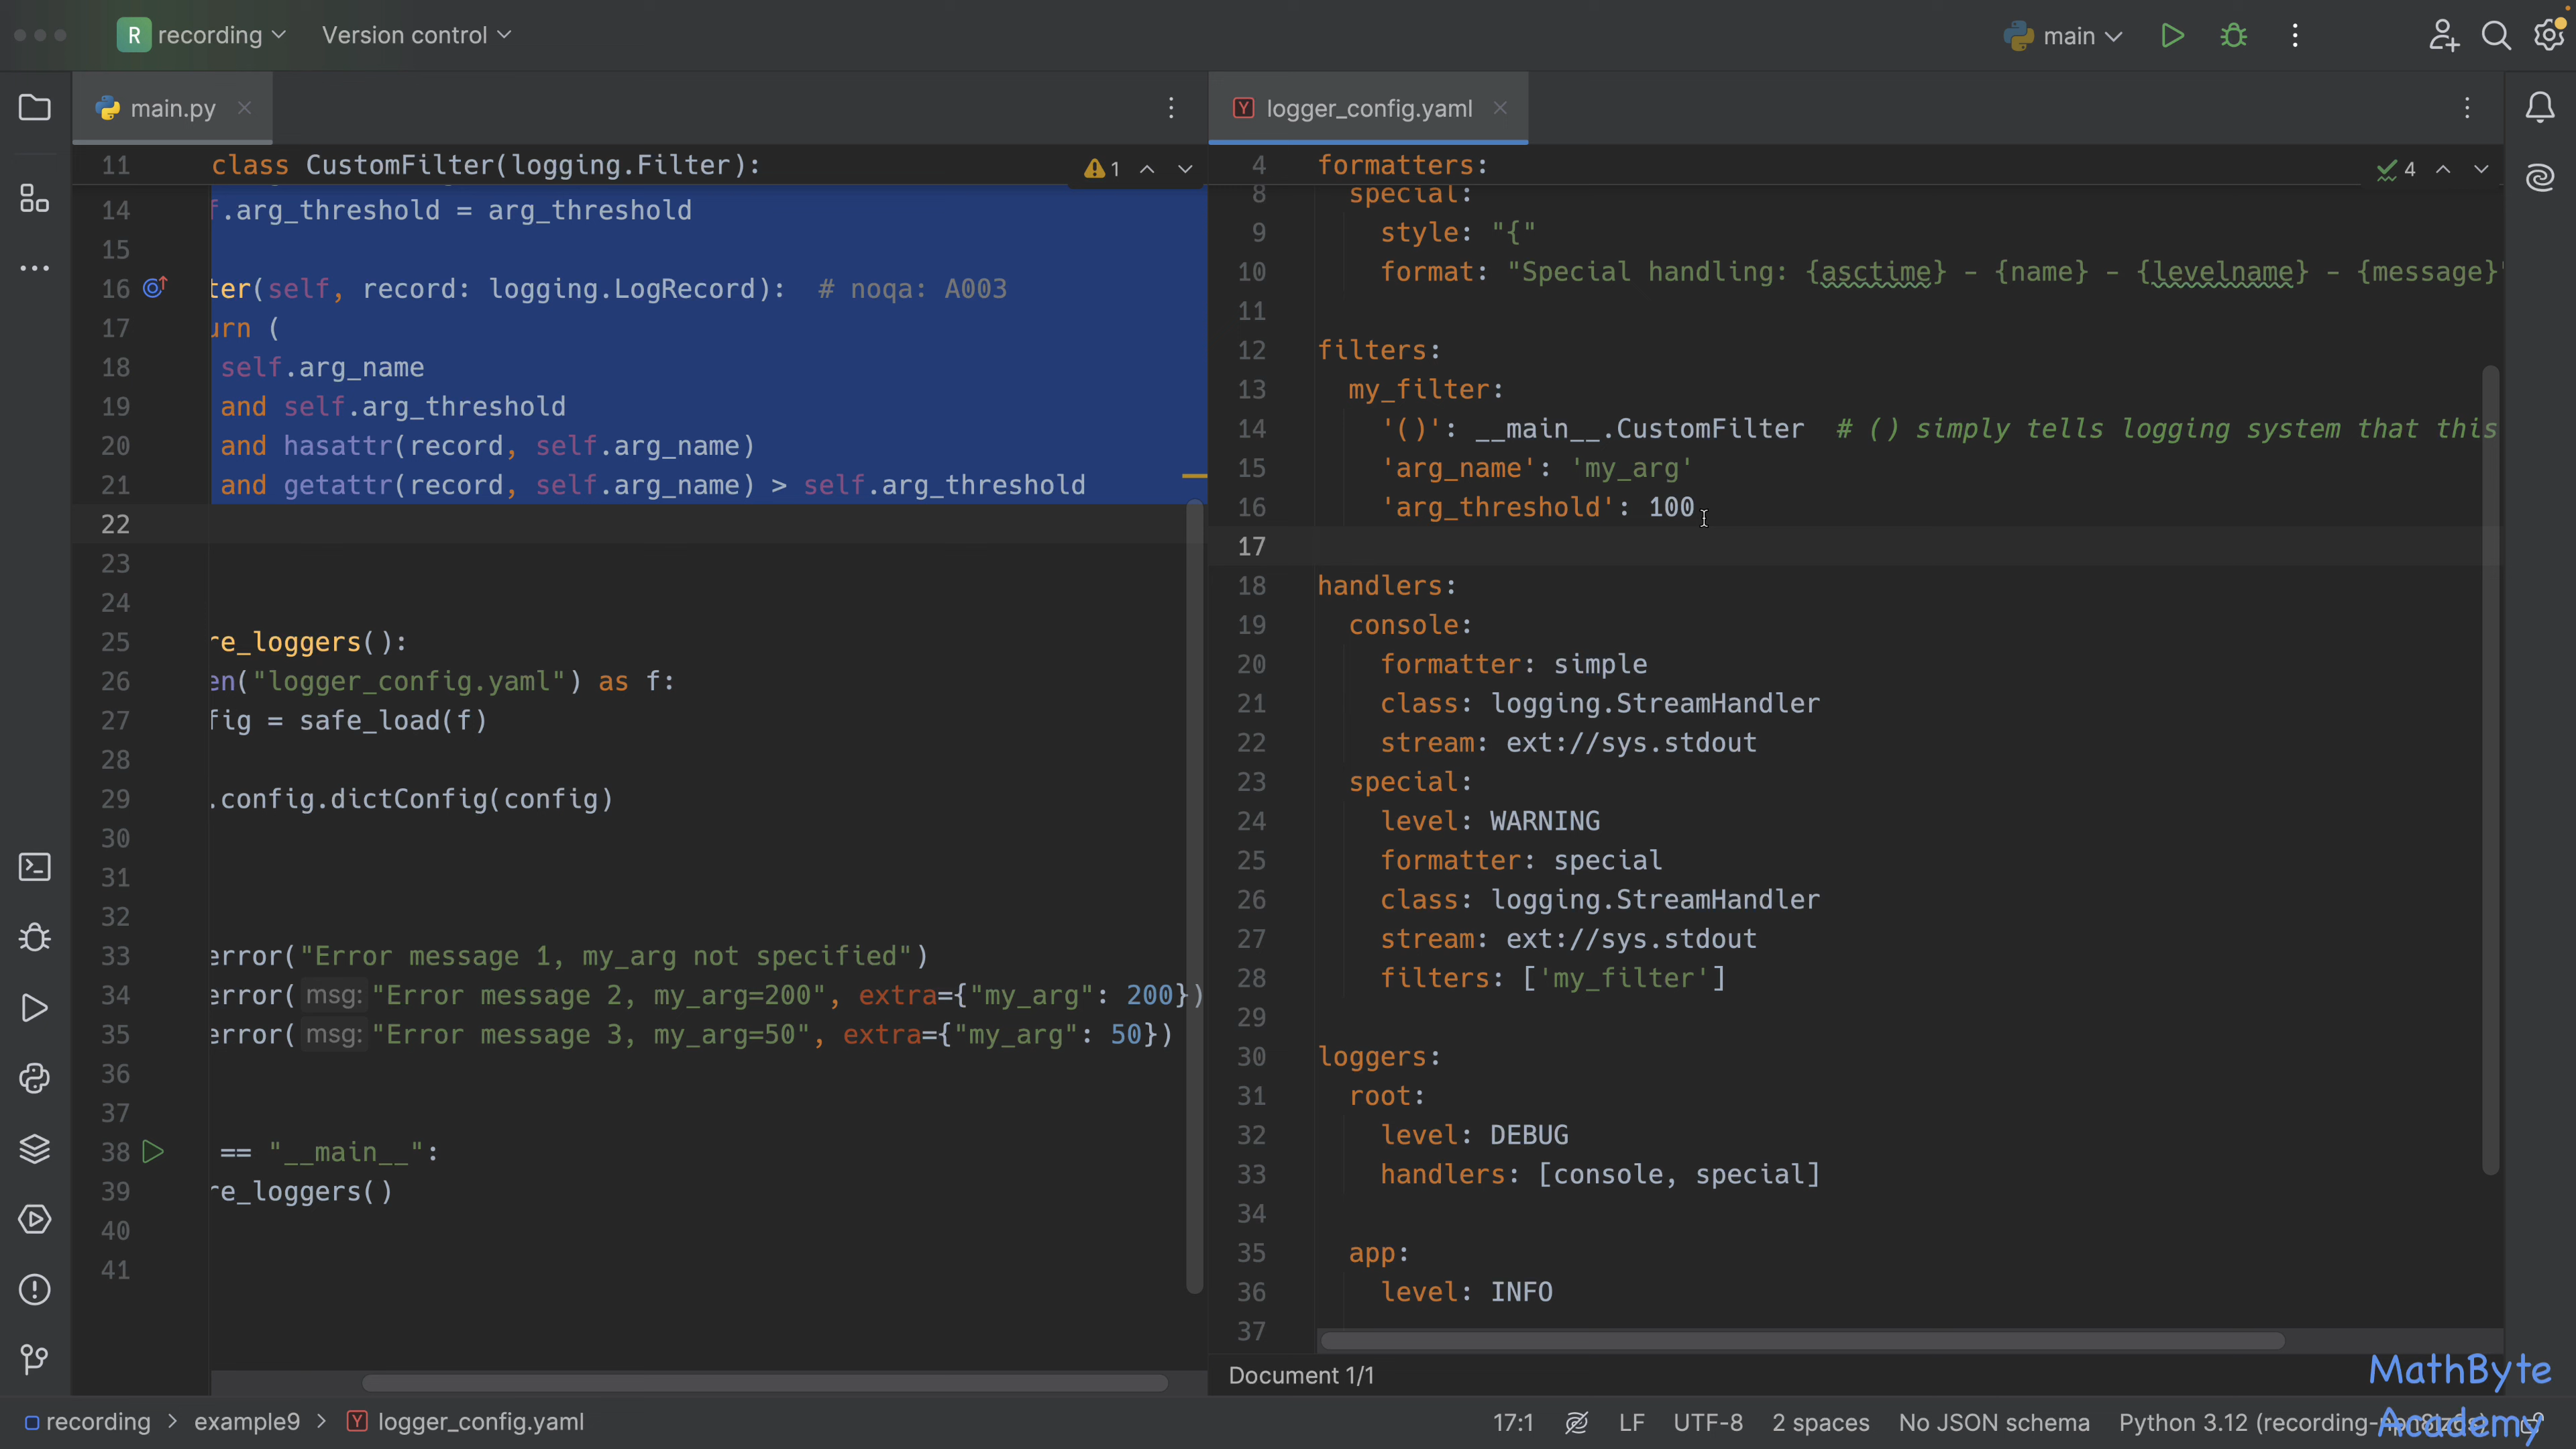 R recording Version control main
main.py
11 class CustomFilter(logging.Filter): 1
14 f.arg_threshold = arg_threshold
15
16 ter(self, record: logging.LogRecord): # noqa: A003
17 urn (
18 self.arg_name
19 and self.arg_threshold
20 and hasattr(record, self.arg_name)
21 and getattr(record, self.arg_name) > self.arg_threshold
22
23
24
25 re_loggers():
26 en("logger_config.yaml") as f:
27 fig = safe_load(f)
28
29 .config.dictConfig(config)
30
31
32
33 error("Error message 1, my_arg not specified")
34 error( msg: "Error message 2, my_arg=200", extra={"my_arg": 200})
35 error( msg: "Error message 3, my_arg=50", extra={"my_arg": 50})
36
37
38 == "__main__":
39 re_loggers()
40
41
Y logger_config.yaml
4 formatters: 4
8 special:
9 style: "{"
10 format: "Special handling: {asctime} - {name} - {levelname} - {message}"
11
12 filters:
13 my_filter:
14 '()': __main__.CustomFilter # () simply tells logging system that this
15 'arg_name': 'my_arg'
16 'arg_threshold': 100
17
18 handlers:
19 console:
20 formatter: simple
21 class: logging.StreamHandler
22 stream: ext://sys.stdout
23 special:
24 level: WARNING
25 formatter: special
26 class: logging.StreamHandler
27 stream: ext://sys.stdout
28 filters: ['my_filter']
29
30 loggers:
31 root:
32 level: DEBUG
33 handlers: [console, special]
34
35 app:
36 level: INFO
37
Document 1/1
MathByte
Academy
recording > example9 > Y logger_config.yaml 17:1 LF UTF-8 2 spaces No JSON schema Python 3.12